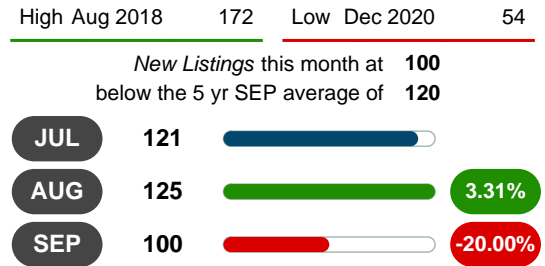 High Aug 2018 172 Low Dec 2020 54
New Listings this month at 100
below the 5 yr SEP average of 120
JUL 121
AUG 125 3.31%
SEP 100 -20.00%